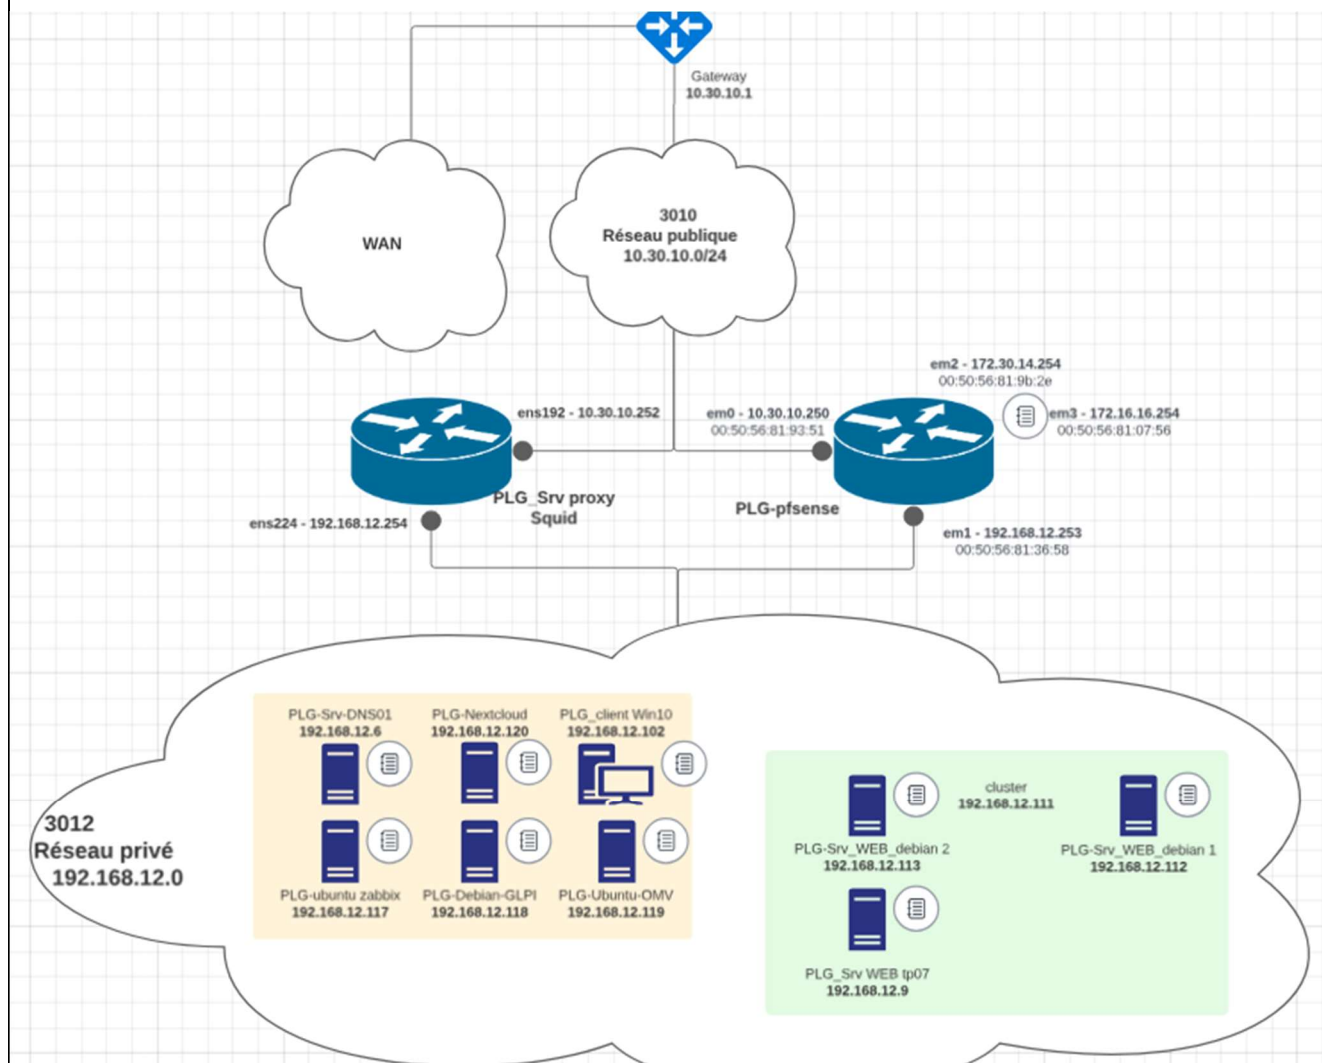 Gateway
10.30.10.1
WAN
3010
Réseau publique
10.30.10.0/24
em2 - 172.30.14.254
00:50:56:81:9b:2e
ens192 - 10.30.10.252
em0 - 10.30.10.250
00:50:56:81:93:51
em3 - 172.16.16.254
00:50:56:81:07:56
PLG_Srv proxy
Squid
PLG-pfsense
ens224 - 192.168.12.254
em1 - 192.168.12.253
00:50:56:81:36:58
PLG-Srv-DNS01
192.168.12.6
PLG-Nextcloud
192.168.12.120
PLG_client Win10
192.168.12.102
cluster
192.168.12.111
3012
Réseau privé
192.168.12.0
PLG-Srv_WEB_debian 2
192.168.12.113
PLG-Srv_WEB_debian 1
192.168.12.112
PLG-ubuntu zabbix
192.168.12.117
PLG-Debian-GLPI
192.168.12.118
PLG-Ubuntu-OMV
192.168.12.119
PLG_Srv WEB tp07
192.168.12.9